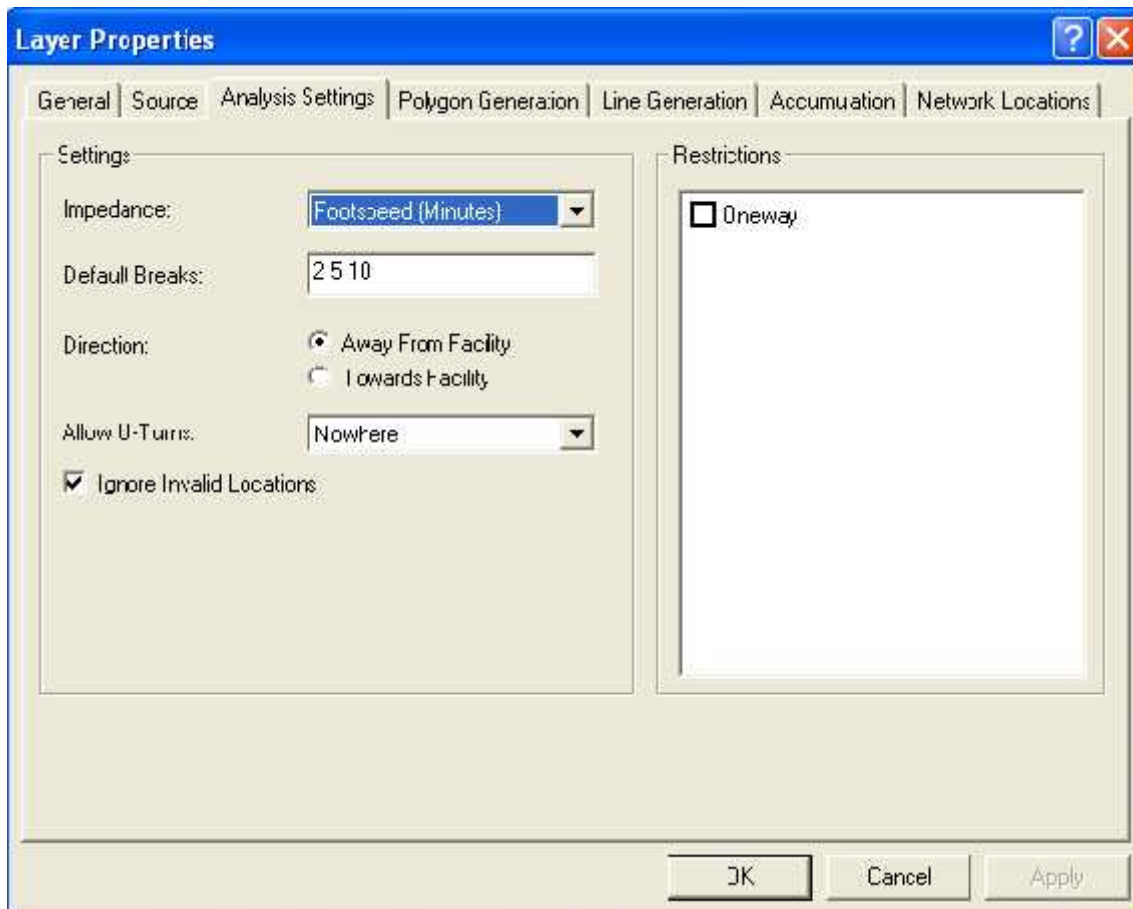 Layer Properties
General
Source
Analysis Settings
Polygon Generation
Line Generation
Accumulation
Network Locations
Settings
Impedance:
Footspeed (Minutes)
Default Breaks:
2 5 10
Direction:
Away From Facility
Towards Facility
Allow U-Turns:
Nowhere
Ignore Invalid Locations
Restrictions
Oneway
OK
Cancel
Apply